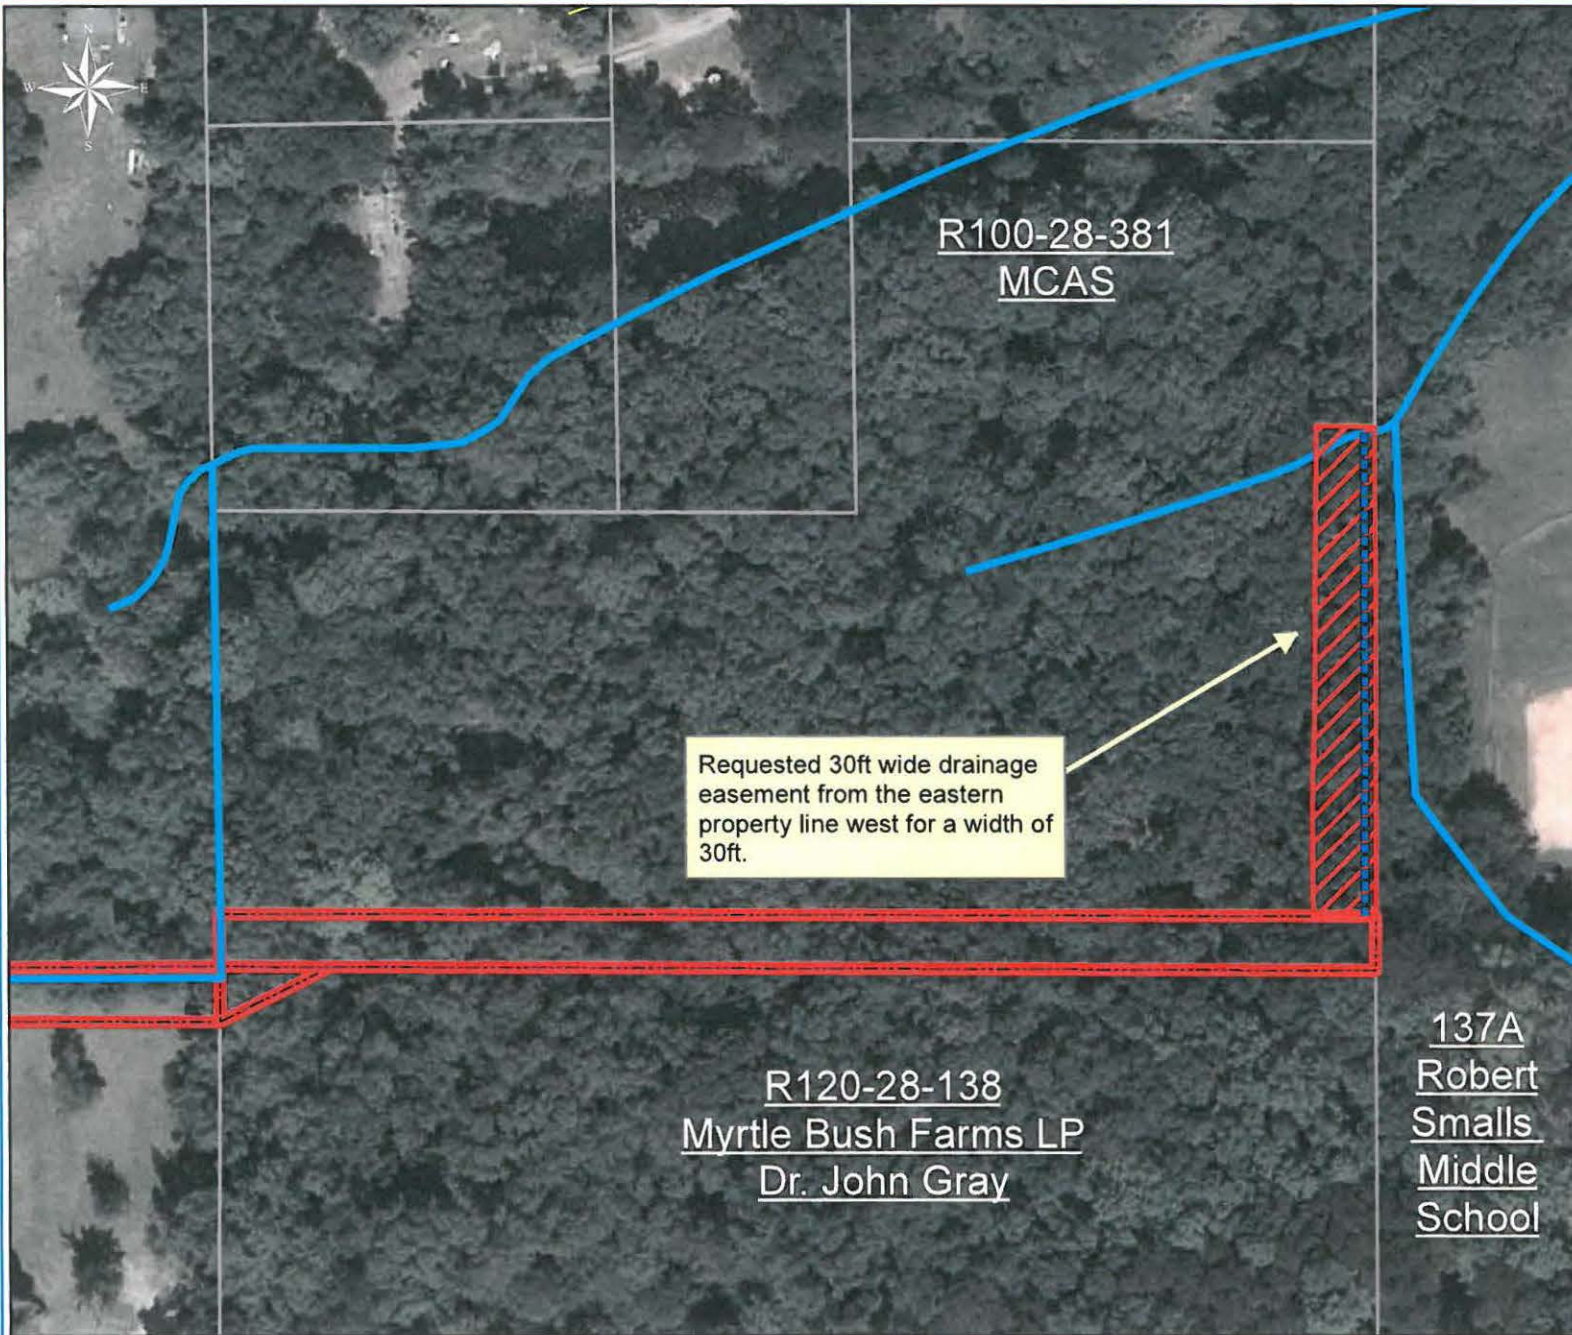 N
W E
S
R100-28-381
MCAS
Requested 30ft wide drainage
easement from the eastern
property line west for a width of
30ft.
R120-28-138
Myrtle Bush Farms LP
Dr. John Gray
137A
Robert
Smalls
Middle
School